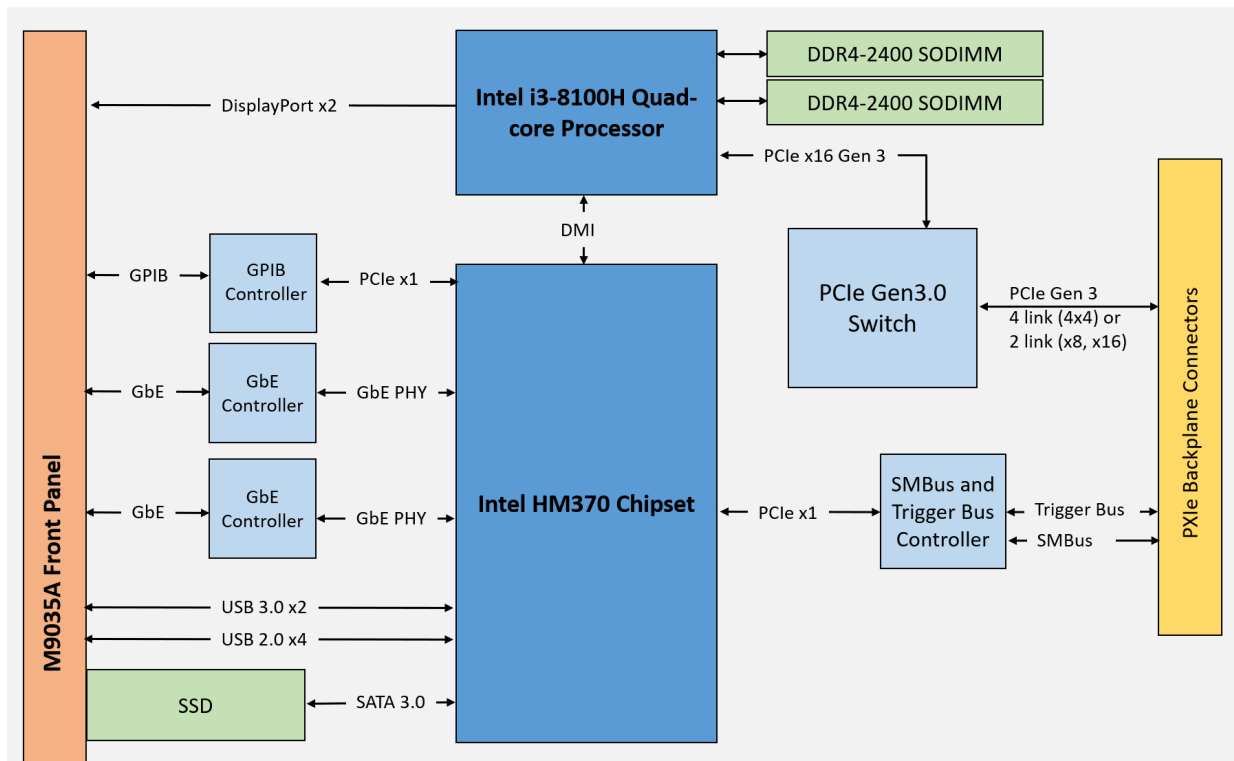 DDR4-2400 SODIMM
DDR4-2400 SODIMM
Intel i3-8100H Quad-
core Processor
DisplayPort x2
PCIe x16 Gen 3
DMI
GPIB
GPIB
Controller
PCIe x1
PCIe Gen3.0
Switch
PCIe Gen 3
4 link (4x4) or
2 link (x8, x16)
GbE
GbE
Controller
GbE PHY
GbE
GbE
Controller
GbE PHY
Intel HM370 Chipset
PCIe x1
SMBus and
Trigger Bus
Controller
Trigger Bus
SMBus
PXIe Backplane Connectors
M9035A Front Panel
USB 3.0 x2
USB 2.0 x4
SSD
SATA 3.0